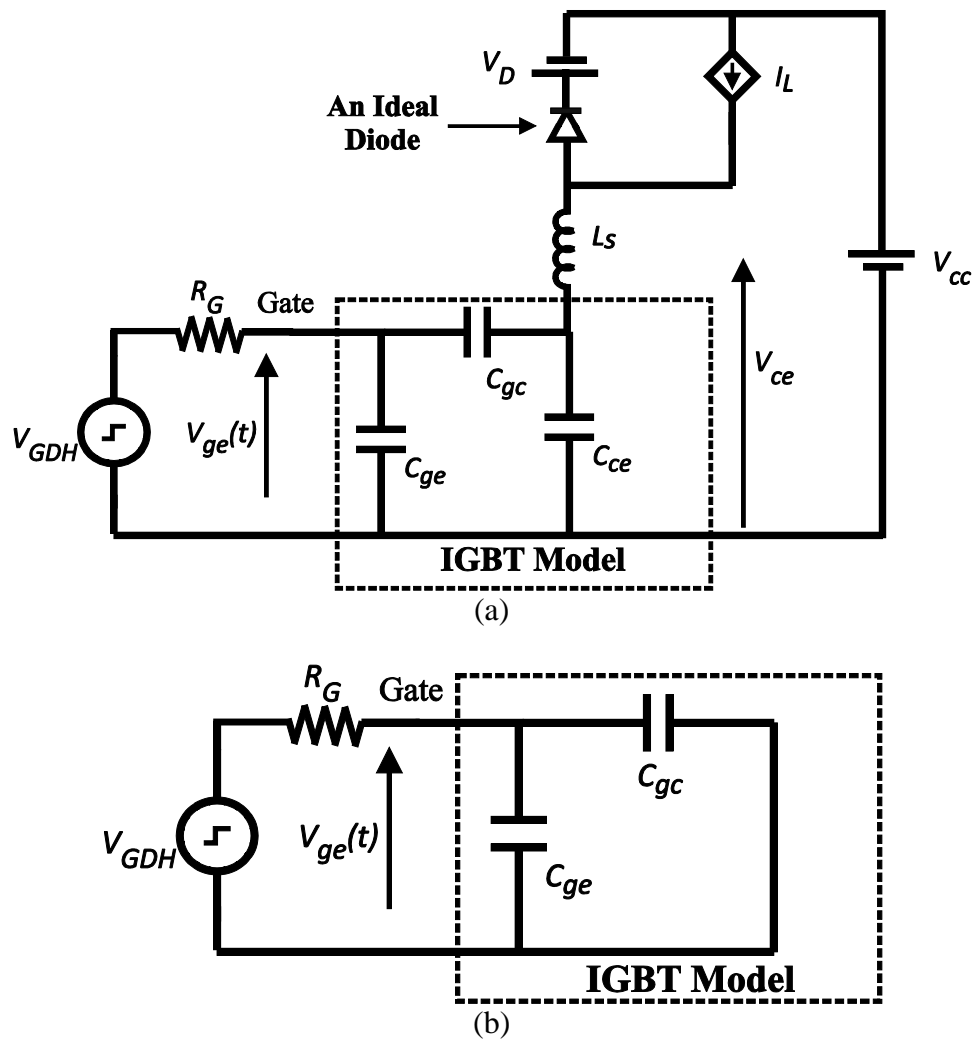 V_D
I_L
An Ideal
Diode
L_S
V_cc
R_G
Gate
C_gc
V_ce
V_GDH
V_ge(t)
C_ge
C_ce
IGBT Model
(a)
R_G
Gate
C_gc
V_GDH
V_ge(t)
C_ge
IGBT Model
(b)